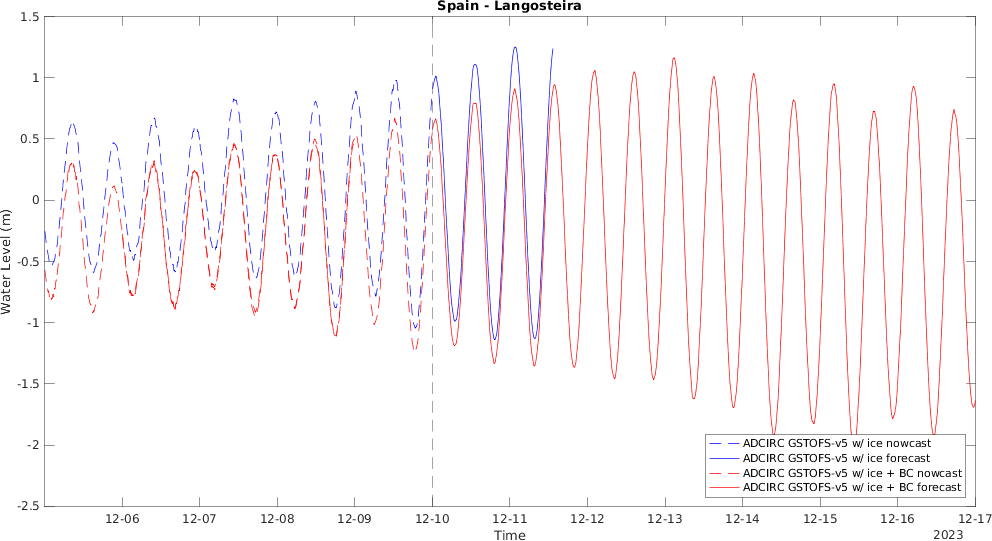 Spain - Langosteira
1.5
1
0.5
0
-0.5
-1
-1.5
-2
-2.5
Water Level (m)
ADCIRC GSTOFS-v5 w/ ice nowcast
ADCIRC GSTOFS-v5 w/ ice forecast
ADCIRC GSTOFS-v5 w/ ice + BC nowcast
ADCIRC GSTOFS-v5 w/ ice + BC forecast
12-06 12-07 12-08 12-09 12-10 12-11 12-12 12-13 12-14 12-15 12-16 12-17
Time
2023